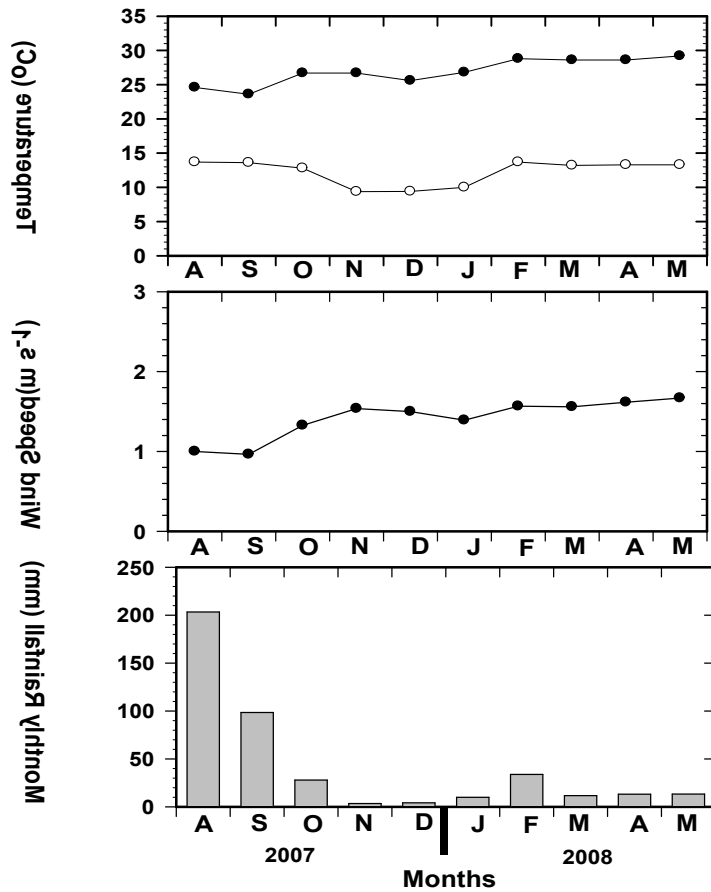 Temperature (oC)
35
30
25
20
15
10
5
0
A S O N D J F M A M
Wind Speed(m s-1)
3
2
1
0
A S O N D J F M A M
Monthly Rainfall (mm)
250
200
150
100
50
0
A S O N D J F M A M
2007 2008
Months